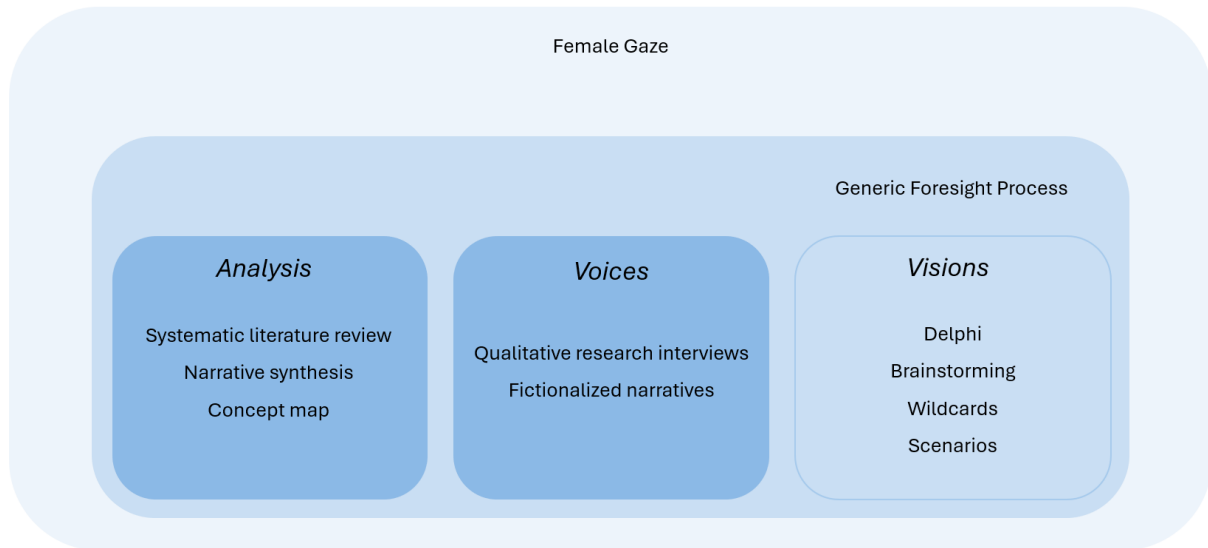 Female Gaze
Generic Foresight Process
Analysis
Systematic literature review
Narrative synthesis
Concept map
Voices
Qualitative research interviews
Fictionalized narratives
Visions
Delphi
Brainstorming
Wildcards
Scenarios